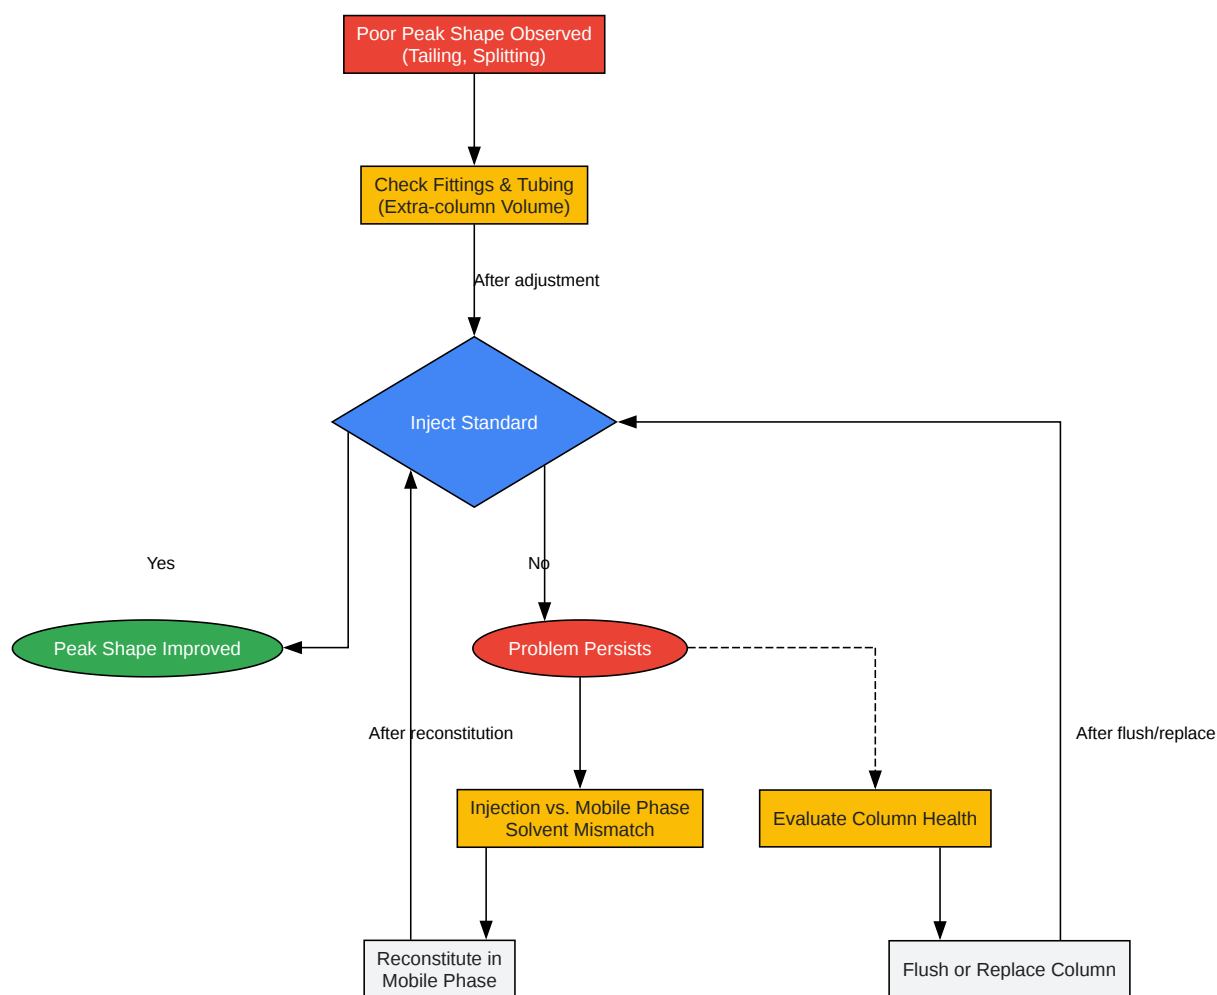 Poor Peak Shape Observed
(Tailing, Splitting)
Check Fittings & Tubing
(Extra-column Volume)
After adjustment
Inject Standard
Yes
No
Peak Shape Improved
Problem Persists
After reconstitution
After flush/replace
Injection vs. Mobile Phase
Solvent Mismatch
Evaluate Column Health
Reconstitute in
Mobile Phase
Flush or Replace Column